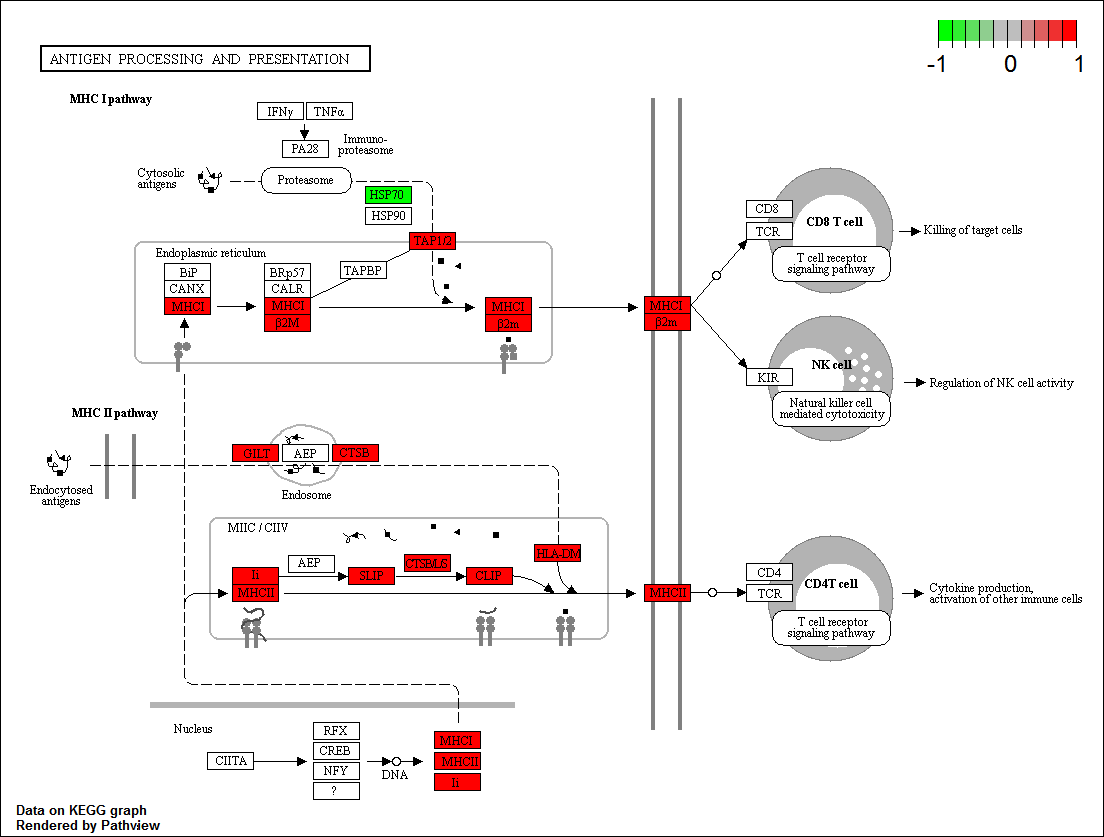 ANTIGEN PROCESSING AND PRESENTATION
-1 0 1
MHC I pathway
IFNγ TNFα
PA28
Immuno-
proteasome
Cytosolic
antigens
Proteasome
HSP70
HSP90
TAP1/2
Endoplasmic reticulum
BiP
CANX
MHCI
BRp57
CALR
MHCI
β2M
TAPBP
MHCI
β2m
MHCI
β2m
CD8
TCR
CD8 T cell
T cell receptor
signaling pathway
Killing of target cells
KIR
NK cell
Natural killer cell
mediated cytotoxicity
Regulation of NK cell activity
MHC II pathway
Endocytosed
antigens
GILT AEP CTSB
Endosome
MIIC / CIIV
Ii
MHCII
AEP
SLIP
CTSB/LS
CLIP
HLA-DM
MHCII
CD4
TCR
CD4T cell
T cell receptor
signaling pathway
Cytokine production,
activation of other immune cells
Nucleus
CIITA
RFX
CREB
NFY
?
DNA
MHCI
MHCII
Ii
Data on KEGG graph
Rendered by Pathview